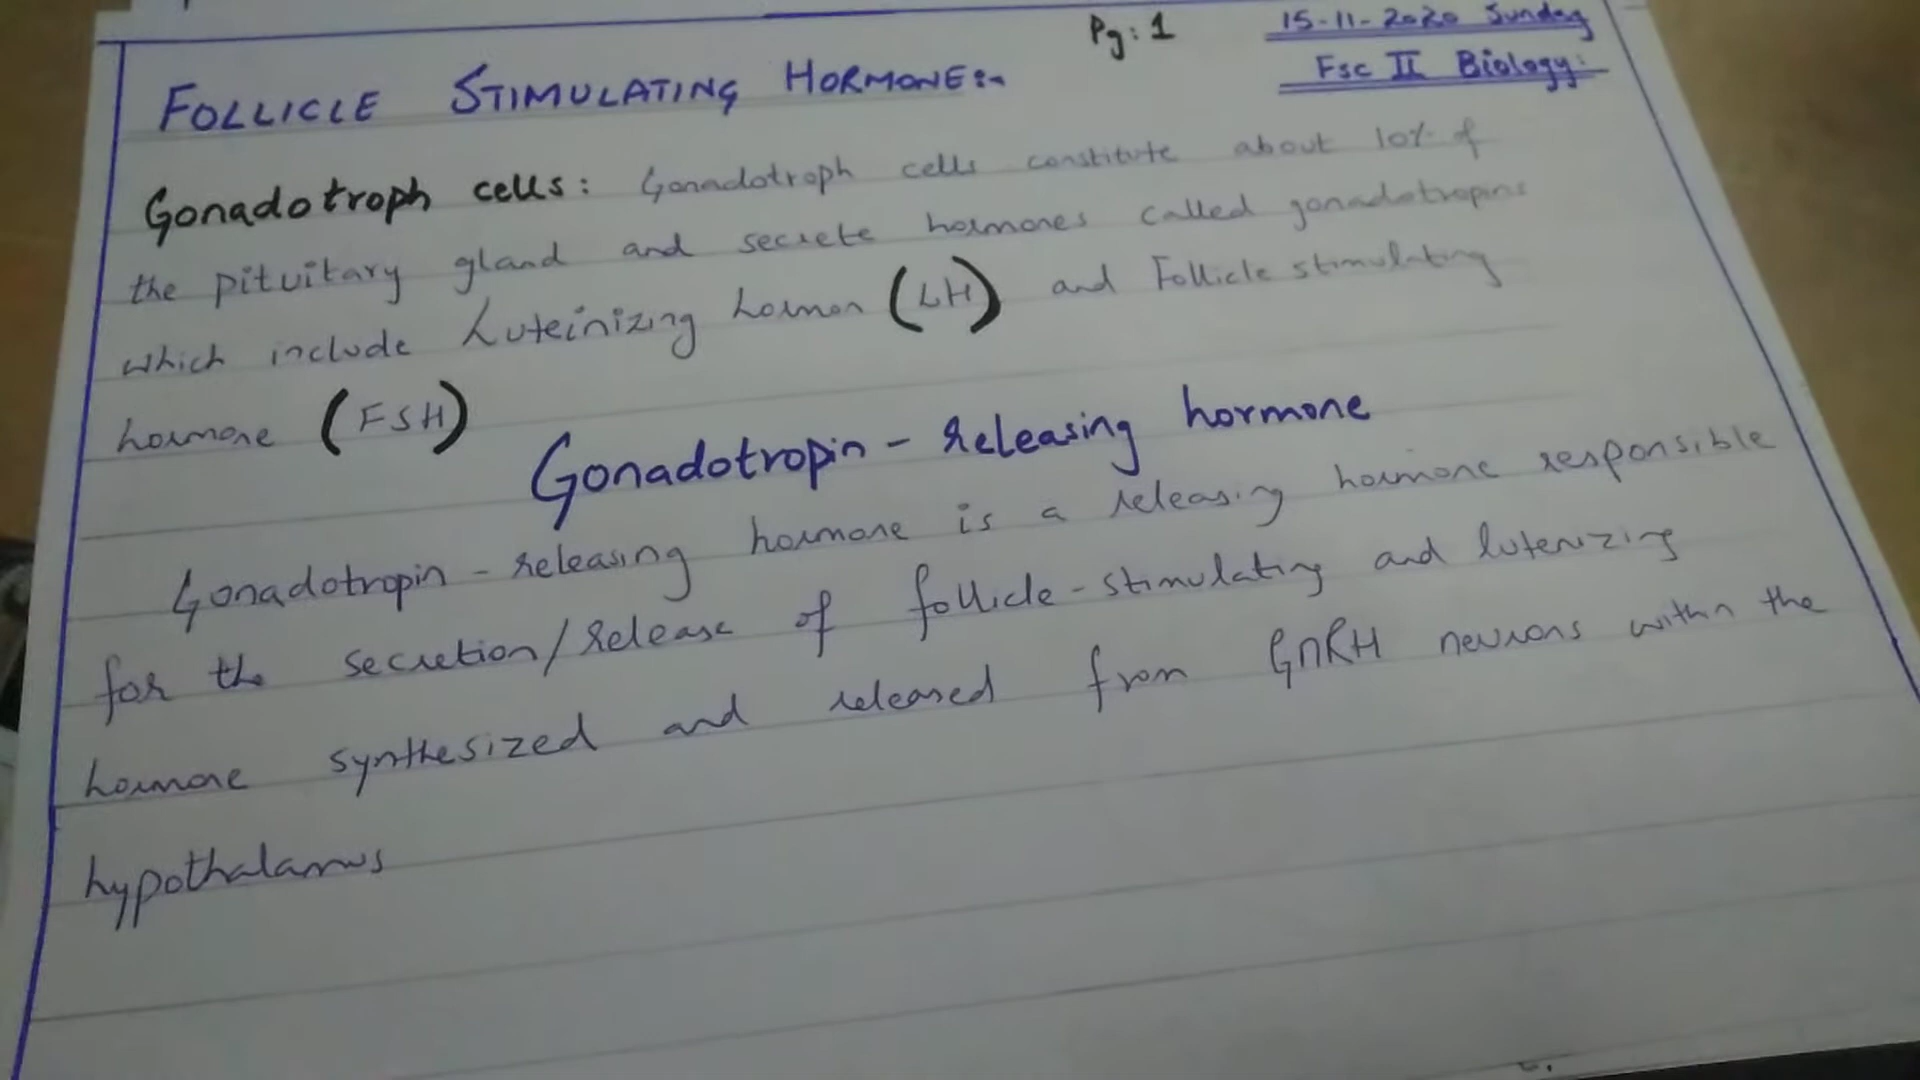 Pg: 1
15-11-2020 Sunday
Fsc II Biology:
FOLLICLE STIMULATING HORMONE:-
Gonadotroph cells: Gonadotroph cells constitute about 10% of
the pituitary gland and secrete hormones called gonadotropins
which include Luteinizing hormon (LH) and Follicle stimulating
hormone (FSH)
Gonadotropin - releasing hormone
Gonadotropin - releasing hormone is a releasing hormone responsible
for the secretion/release of follicle-stimulating and lutenizing
hormone synthesized and released from GnRH neurons within the
hypothalamus